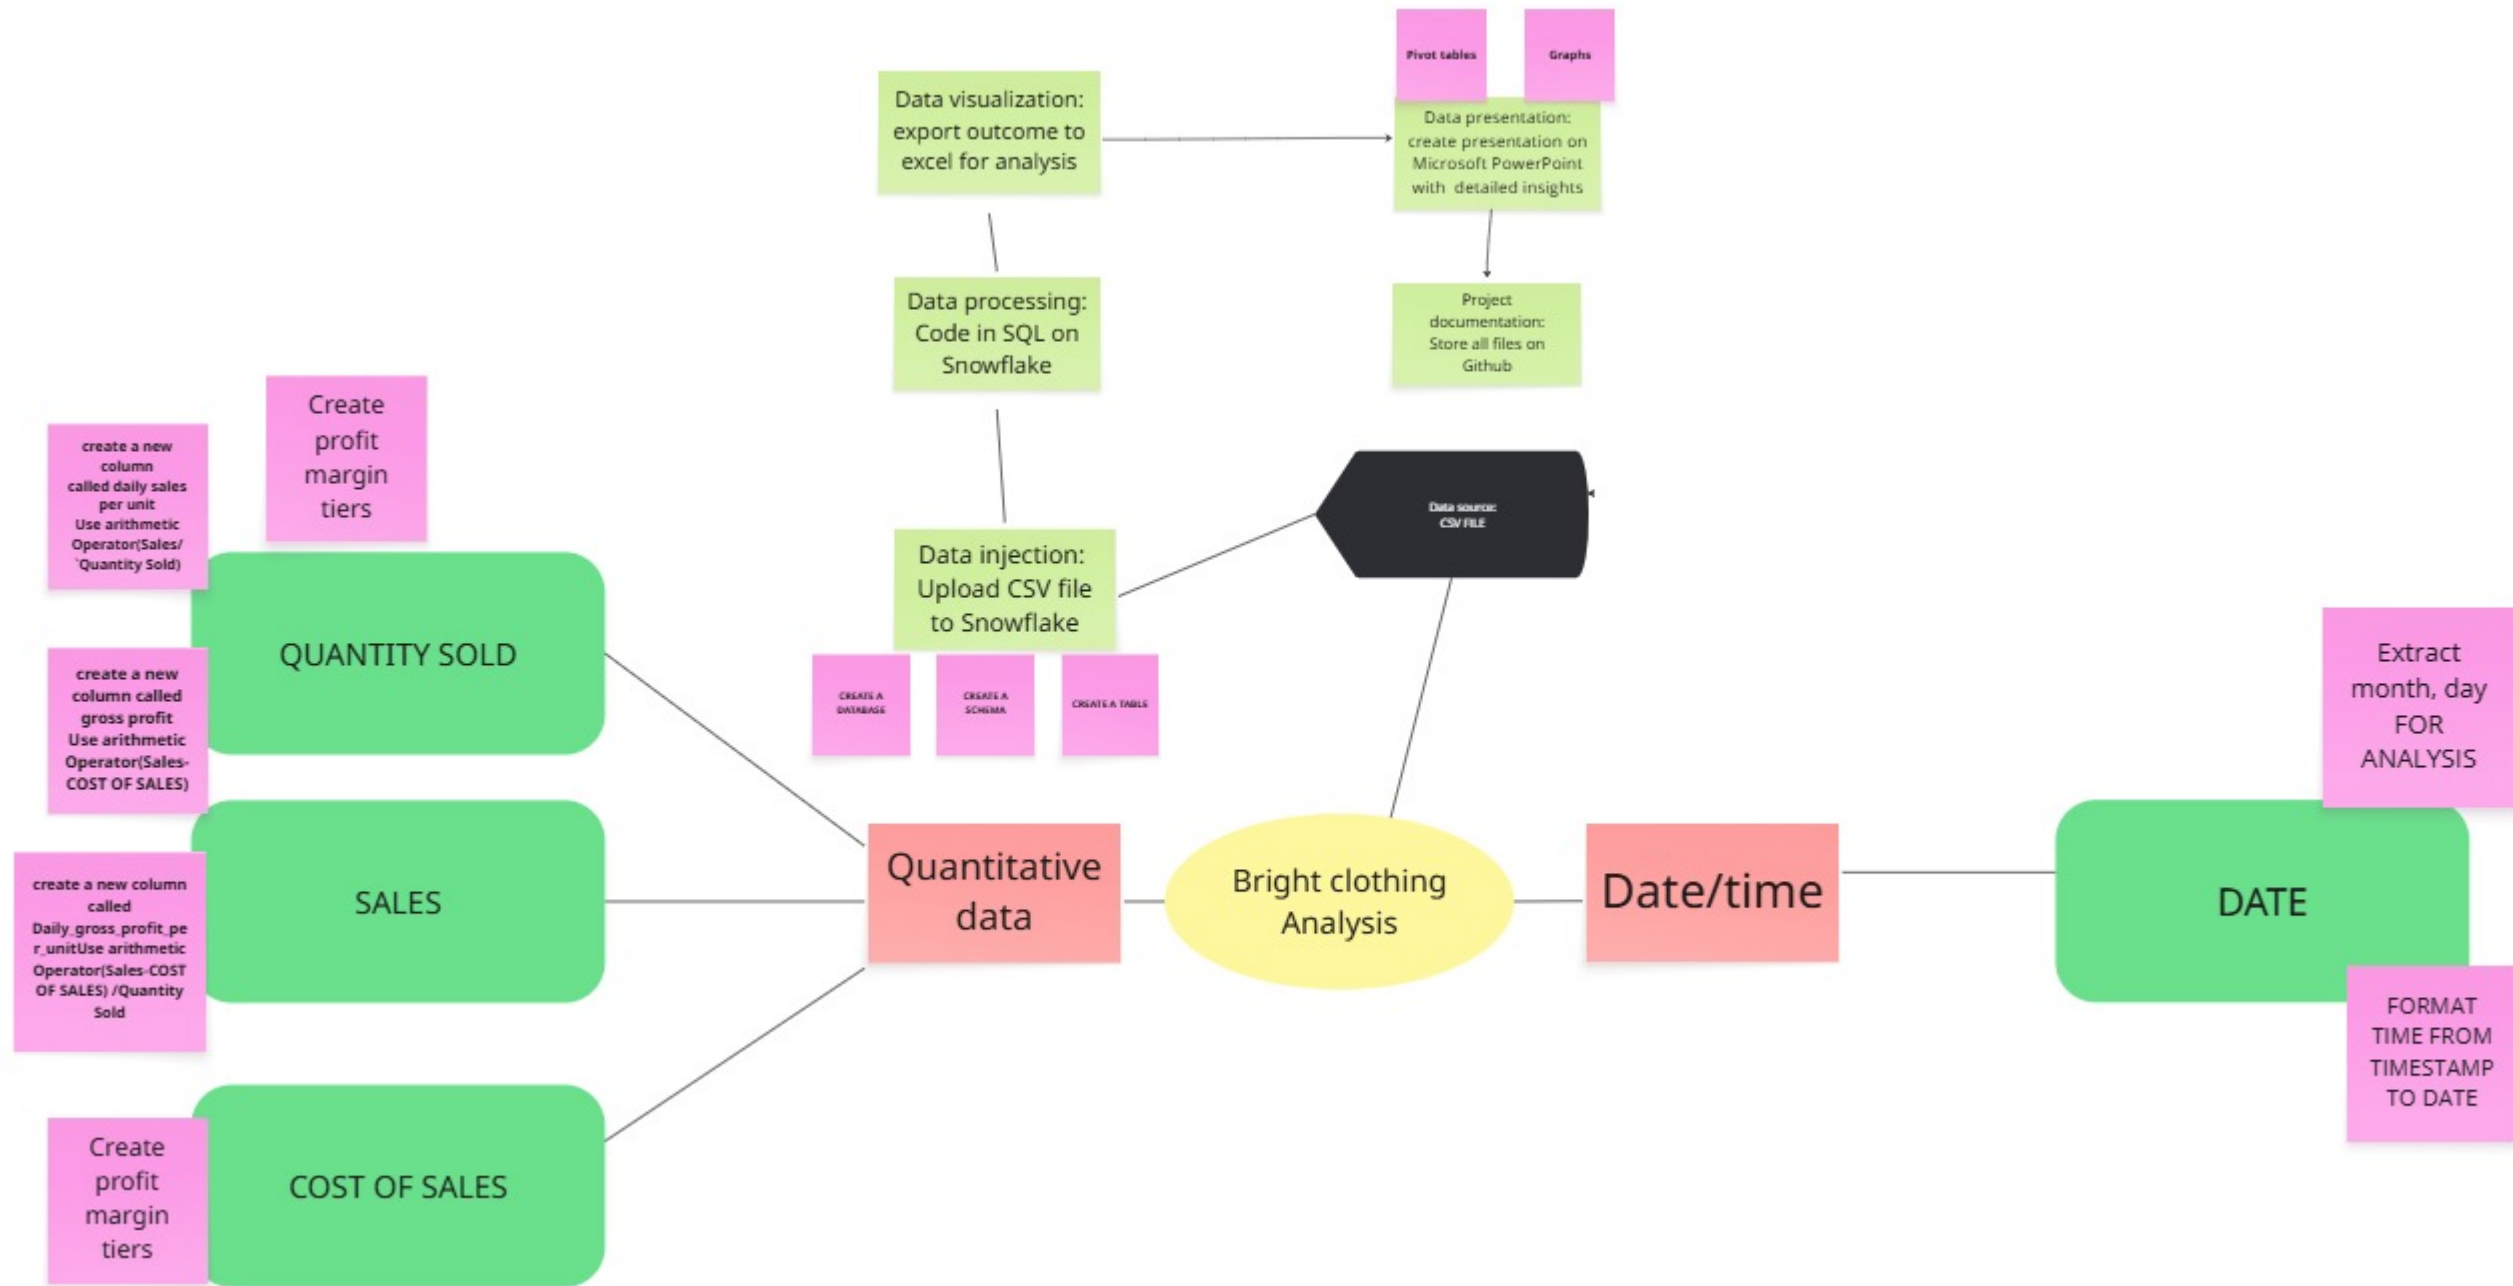 Pivot tables
Graphs
Data visualization:
export outcome to
excel for analysis
Data presentation:
create presentation on
Microsoft PowerPoint
with detailed insights
Data processing:
Code in SQL on
Snowflake
Project
documentation:
Store all files on
Github
Create
profit
margin
tiers
create a new
column
called daily sales
per unit
Use arithmetic
Operator(Sales/
`Quantity Sold)
Data source:
CSV FILE
Data injection:
Upload CSV file
to Snowflake
QUANTITY SOLD
CREATE A
DATABASE
CREATE A
SCHEMA
CREATE A TABLE
create a new
column called
gross profit
Use arithmetic
Operator(Sales-
COST OF SALES)
Extract
month, day
FOR
ANALYSIS
SALES
create a new column
called
Daily_gross_profit_pe
r_unitUse arithmetic
Operator(Sales-COST
OF SALES) /Quantity
Sold
Quantitative
data
Bright clothing
Analysis
Date/time
DATE
FORMAT
TIME FROM
TIMESTAMP
TO DATE
Create
profit
margin
tiers
COST OF SALES